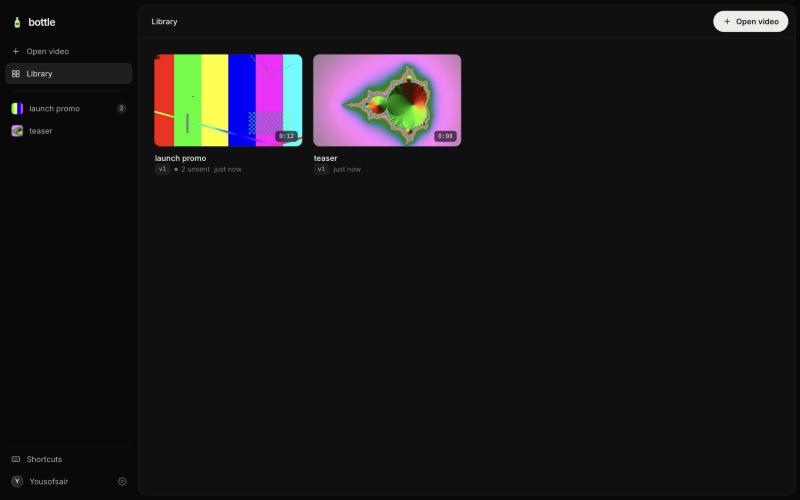 bottle
Open video
Library
launch promo 2
teaser
Shortcuts
Y Yousofsair
Library
Open video
0:12
launch promo
v1 • 2 unsent just now
0:08
teaser
v1 just now